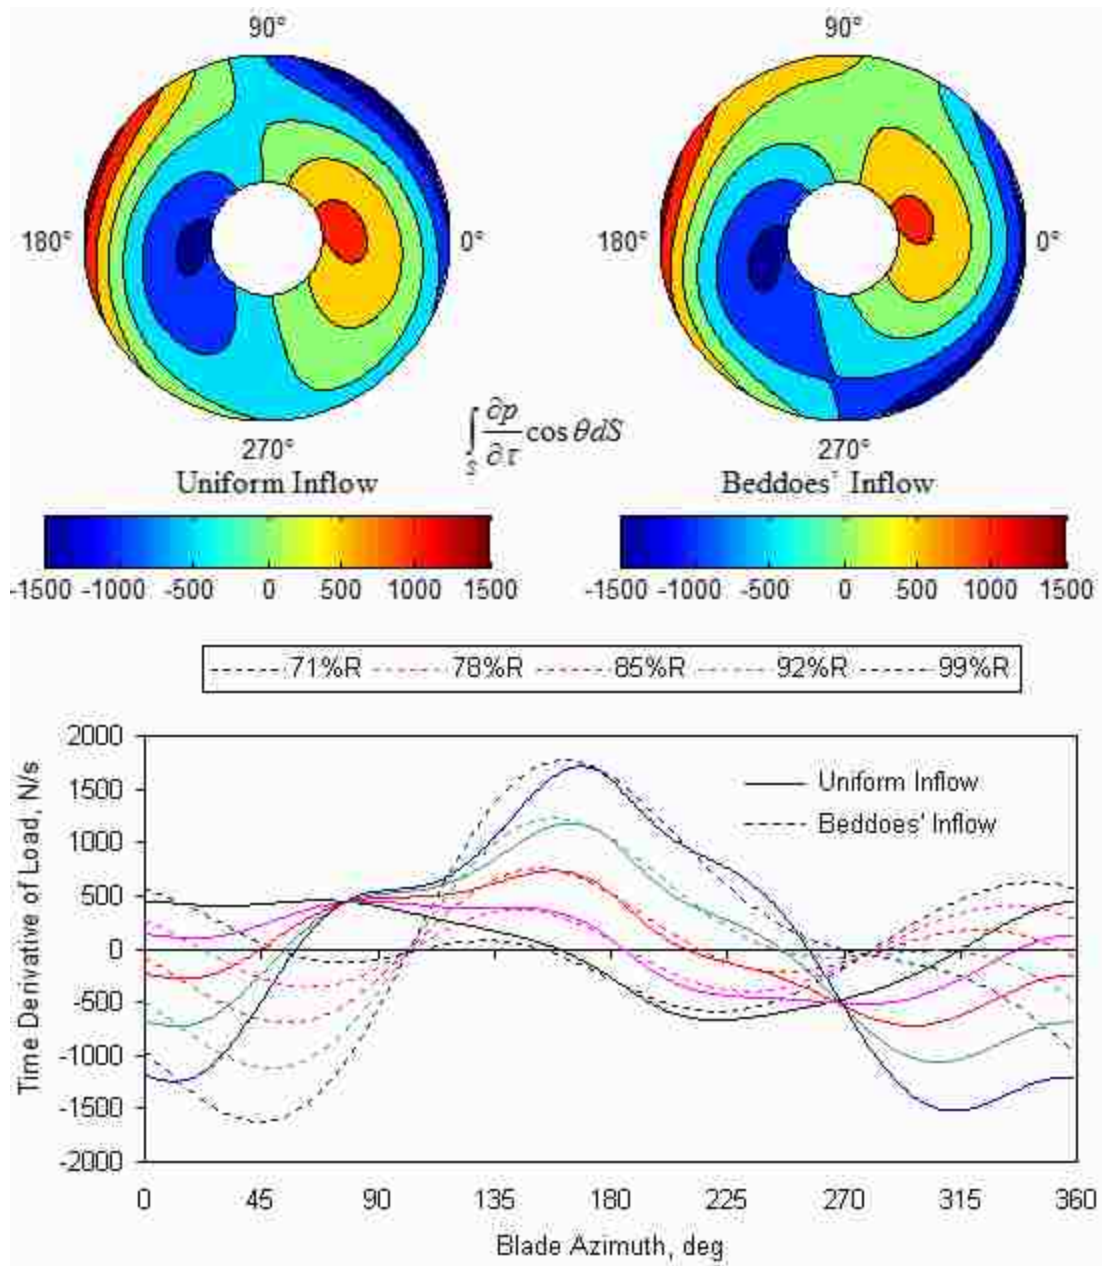 90° 90°
180° 0° 180° 0°
270° 270°
∫S ∂p/∂τ cos θdS
Uniform Inflow Beddoes' Inflow
-1500 -1000 -500 0 500 1000 1500 -1500 -1000 -500 0 500 1000 1500
71%R 78%R 85%R 92%R 99%R
Time Derivative of Load, N/s
2000
1500
1000
500
0
-500
-1000
-1500
-2000
Uniform Inflow
Beddoes' Inflow
0 45 90 135 180 225 270 315 360
Blade Azimuth, deg